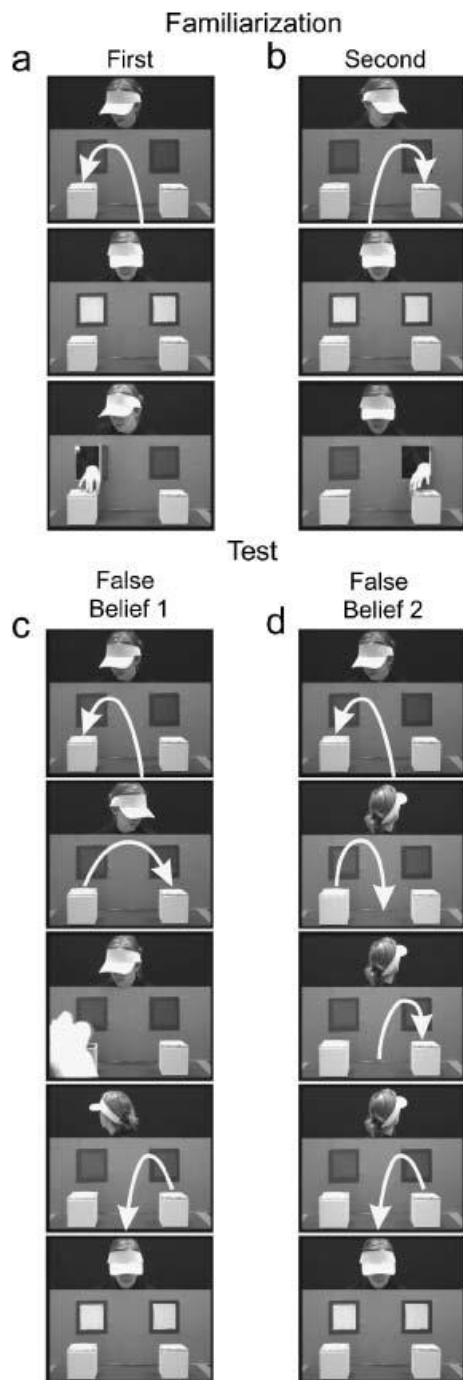 Familiarization
a
First
b
Second
Test
c
False
Belief 1
d
False
Belief 2